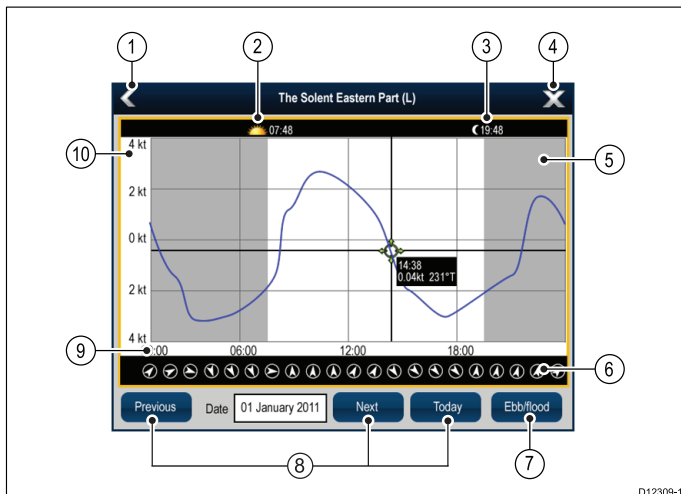 1 2 3 4
The Solent Eastern Part (L)
07:48 19:48
10 4 kt 5
2 kt
0 kt
14:38
0.04kt 231°T
2 kt
4 kt
9 :00 06:00 12:00 18:00
6
Previous Date 01 January 2011 Next Today Ebb/flood
8 7
D12309-1